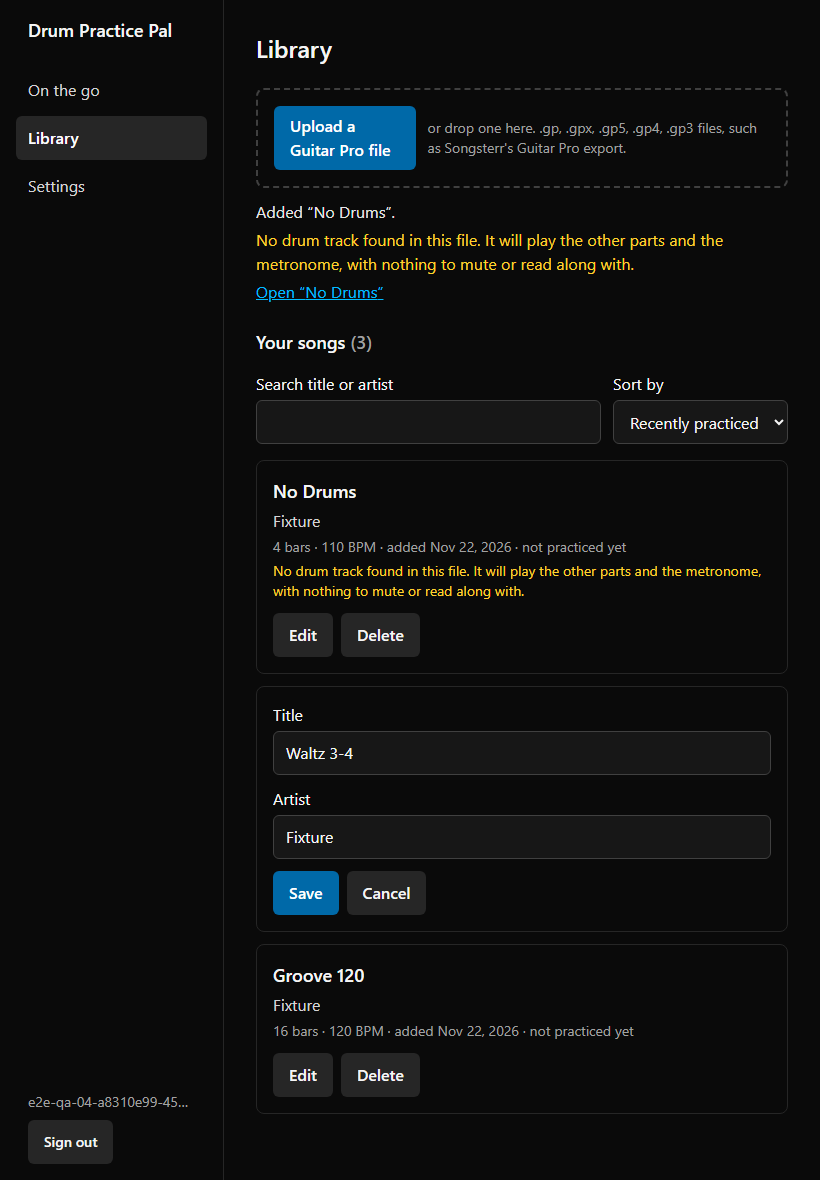 Drum Practice Pal
On the go
Library
Settings
e2e-qa-04-a8310e99-45...
Sign out
Library
Upload a
Guitar Pro file
or drop one here. .gp, .gpx, .gp5, .gp4, .gp3 files, such
as Songsterr's Guitar Pro export.
Added “No Drums”.
No drum track found in this file. It will play the other parts and the
metronome, with nothing to mute or read along with.
Open “No Drums”
Your songs (3)
Search title or artist
Sort by
Recently practiced
No Drums
Fixture
4 bars · 110 BPM · added Nov 22, 2026 · not practiced yet
No drum track found in this file. It will play the other parts and the metronome,
with nothing to mute or read along with.
Edit
Delete
Title
Waltz 3-4
Artist
Fixture
Save
Cancel
Groove 120
Fixture
16 bars · 120 BPM · added Nov 22, 2026 · not practiced yet
Edit
Delete